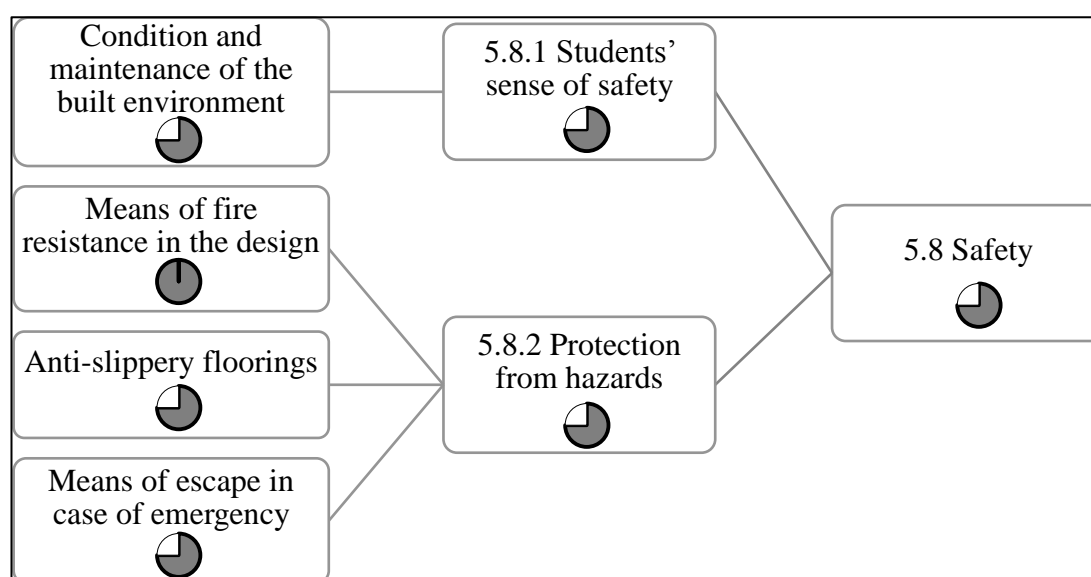 Condition and
maintenance of the
built environment
5.8.1 Students’
sense of safety
Means of fire
resistance in the design
5.8 Safety
Anti-slippery floorings
5.8.2 Protection
from hazards
Means of escape in
case of emergency